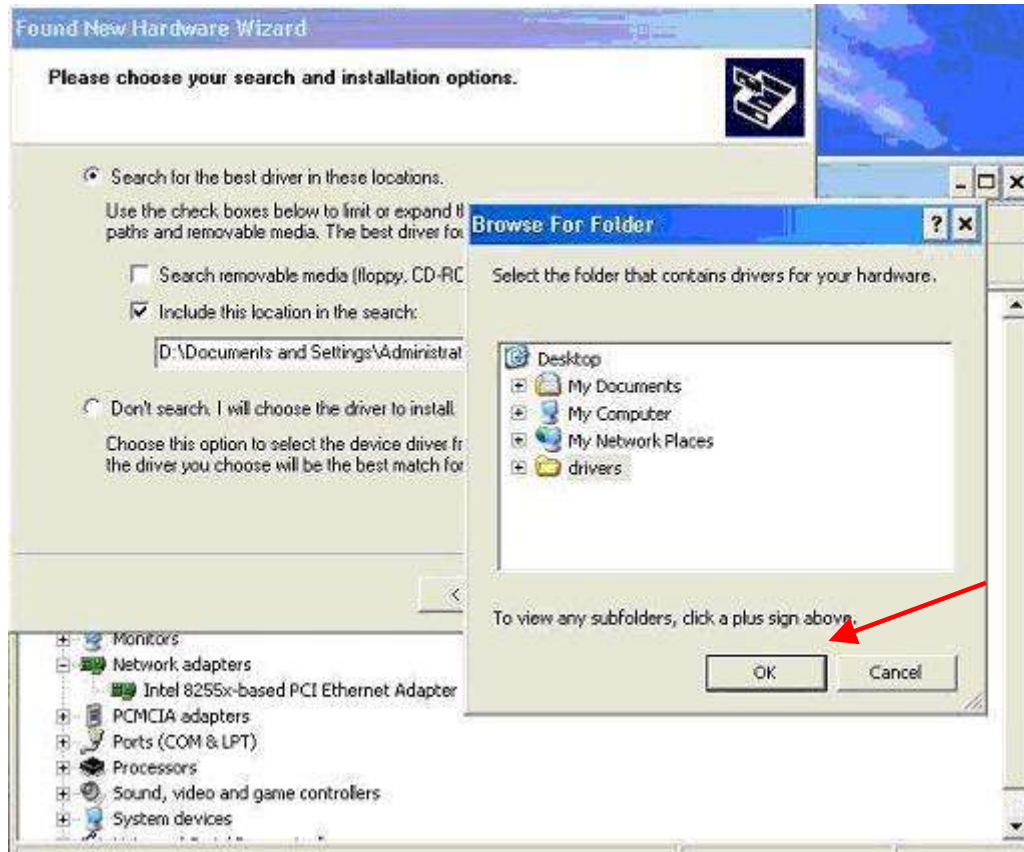 Found New Hardware Wizard
Please choose your search and installation options.
Search for the best driver in these locations.
Use the check boxes below to limit or expand
paths and removable media. The best driver
Search removable media (floppy,
Include this location in the search:
D:\Documents and Settings\Administrat
Don't search. I will choose the driver to install
Choose this option to select the device driver
the driver you choose will be the best match for
<
Browse For Folder
? ×
Select the folder that contains drivers for your hardware.
Desktop
My Documents
My Computer
My Network Places
drivers
To view any subfolders, click a plus sign above.
OK
Cancel
Monitors
Network adapters
Intel 8255x-based PCI Ethernet Adapter
PCMCIA adapters
Ports (COM & LPT)
Processors
Sound, video and game controllers
System devices